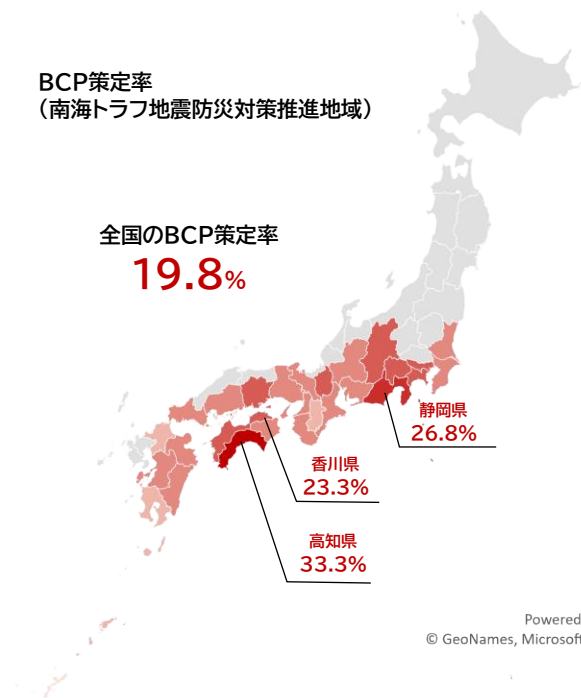 BCP策定率
（南海トラフ地震防災対策推進地域）
全国のBCP策定率
19.8%
静岡県
26.8%
香川県
23.3%
高知県
33.3%
Powered
© GeoNames, Microsoft